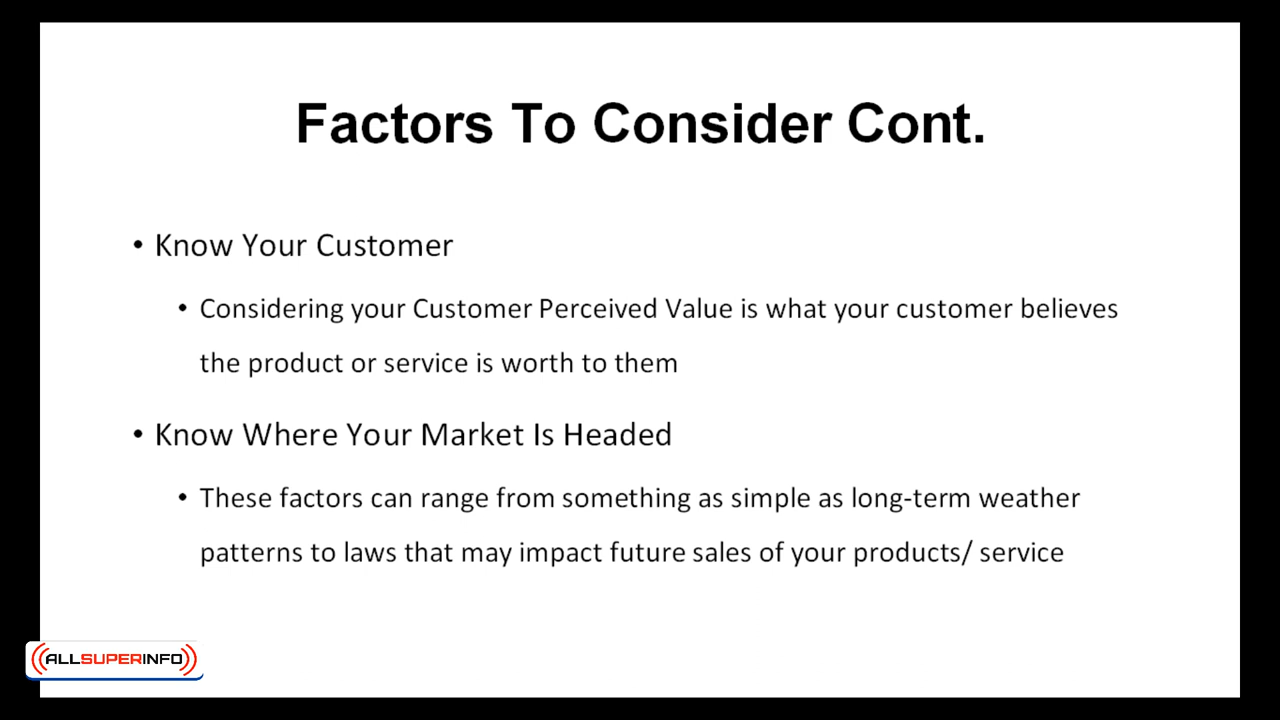 Factors To Consider Cont.
• Know Your Customer
• Considering your Customer Perceived Value is what your customer believes
the product or service is worth to them
• Know Where Your Market Is Headed
• These factors can range from something as simple as long-term weather
patterns to laws that may impact future sales of your products/ service
ALLSUPERINFO